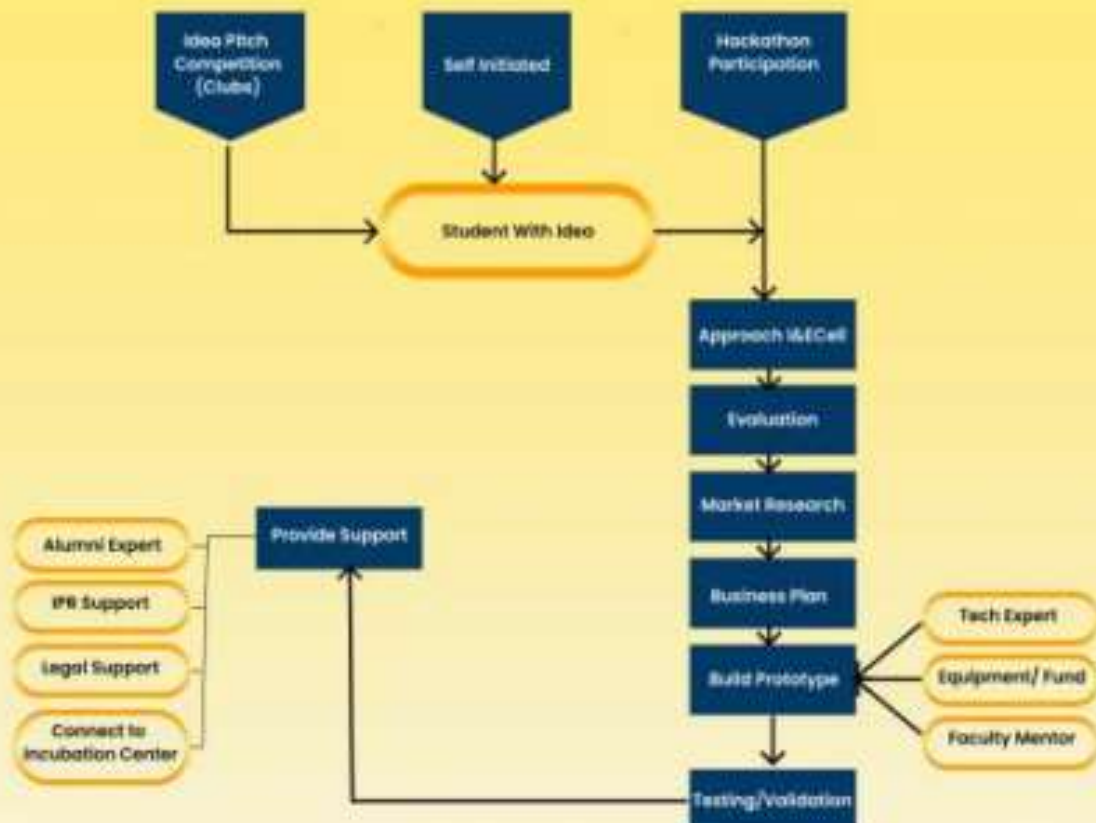 Idea Pitch
Competition
(Clubs)
Self Initiated
Hackathon
Participation
Student With Idea
Approach I&ECell
Evaluation
Market Research
Business Plan
Build Prototype
Testing/Validation
Tech Expert
Equipment/ Fund
Faculty Mentor
Provide Support
Alumni Expert
IPR Support
Legal Support
Connect to
Incubation Center